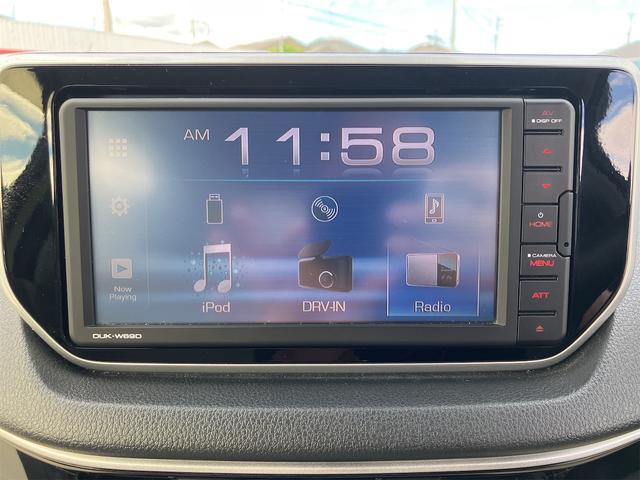 AM 11:58
AV
DISP OFF
HOME
CAMERA
MENU
ATT
Now
Playing
iPod
DRV-IN
Radio
DUK-W69D